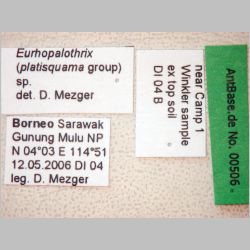 Eurhopalothrix
(platisquama group)
sp.
det. D. Mezger
Borneo Sarawak
Gunung Mulu NP
N 04°03 E 114°51
12.05.2006 DI 04
leg. D. Mezger
near Camp 1
Winkler sample
ex top soil
DI 04 B
AntBase.de No. 00506.